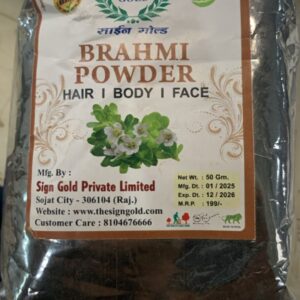 GOLD
साईन गोल्ड
BRAHMI
POWDER
HAIR I BODY I FACE
Mfg. By :
Sign Gold Private Limited
Sojat City - 306104 (Raj.)
Website : www.thesigngold.com
Customer Care : 8104676666
Net Wt. : 50 Gm.
Mfg. Dt. : 01 / 2025
Exp. Dt. : 12 / 2026
M.R.P. : 199/-